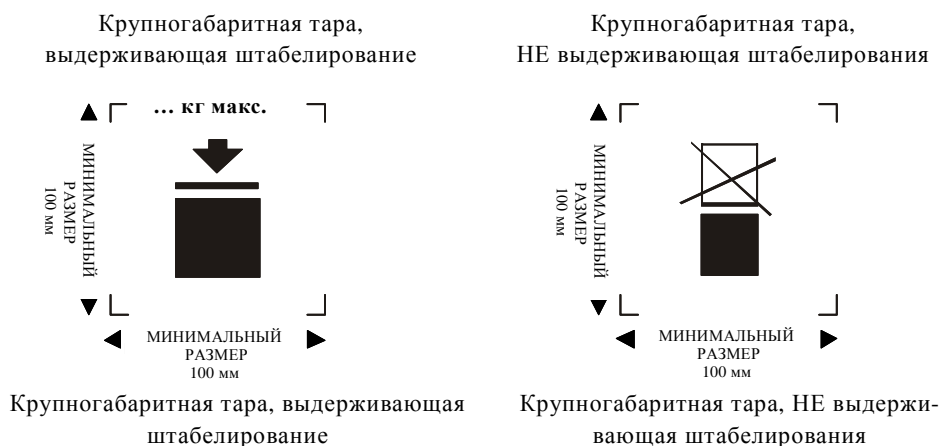 Крупногабаритная тара,
выдерживающая штабелирование
... кг макс.
МИНИМАЛЬНЫЙ
РАЗМЕР
100 мм
МИНИМАЛЬНЫЙ
РАЗМЕР
100 мм
Крупногабаритная тара, выдерживающая
штабелирование
Крупногабаритная тара,
НЕ выдерживающая штабелирования
МИНИМАЛЬНЫЙ
РАЗМЕР
100 мм
МИНИМАЛЬНЫЙ
РАЗМЕР
100 мм
Крупногабаритная тара, НЕ выдержи-
вающая штабелирования